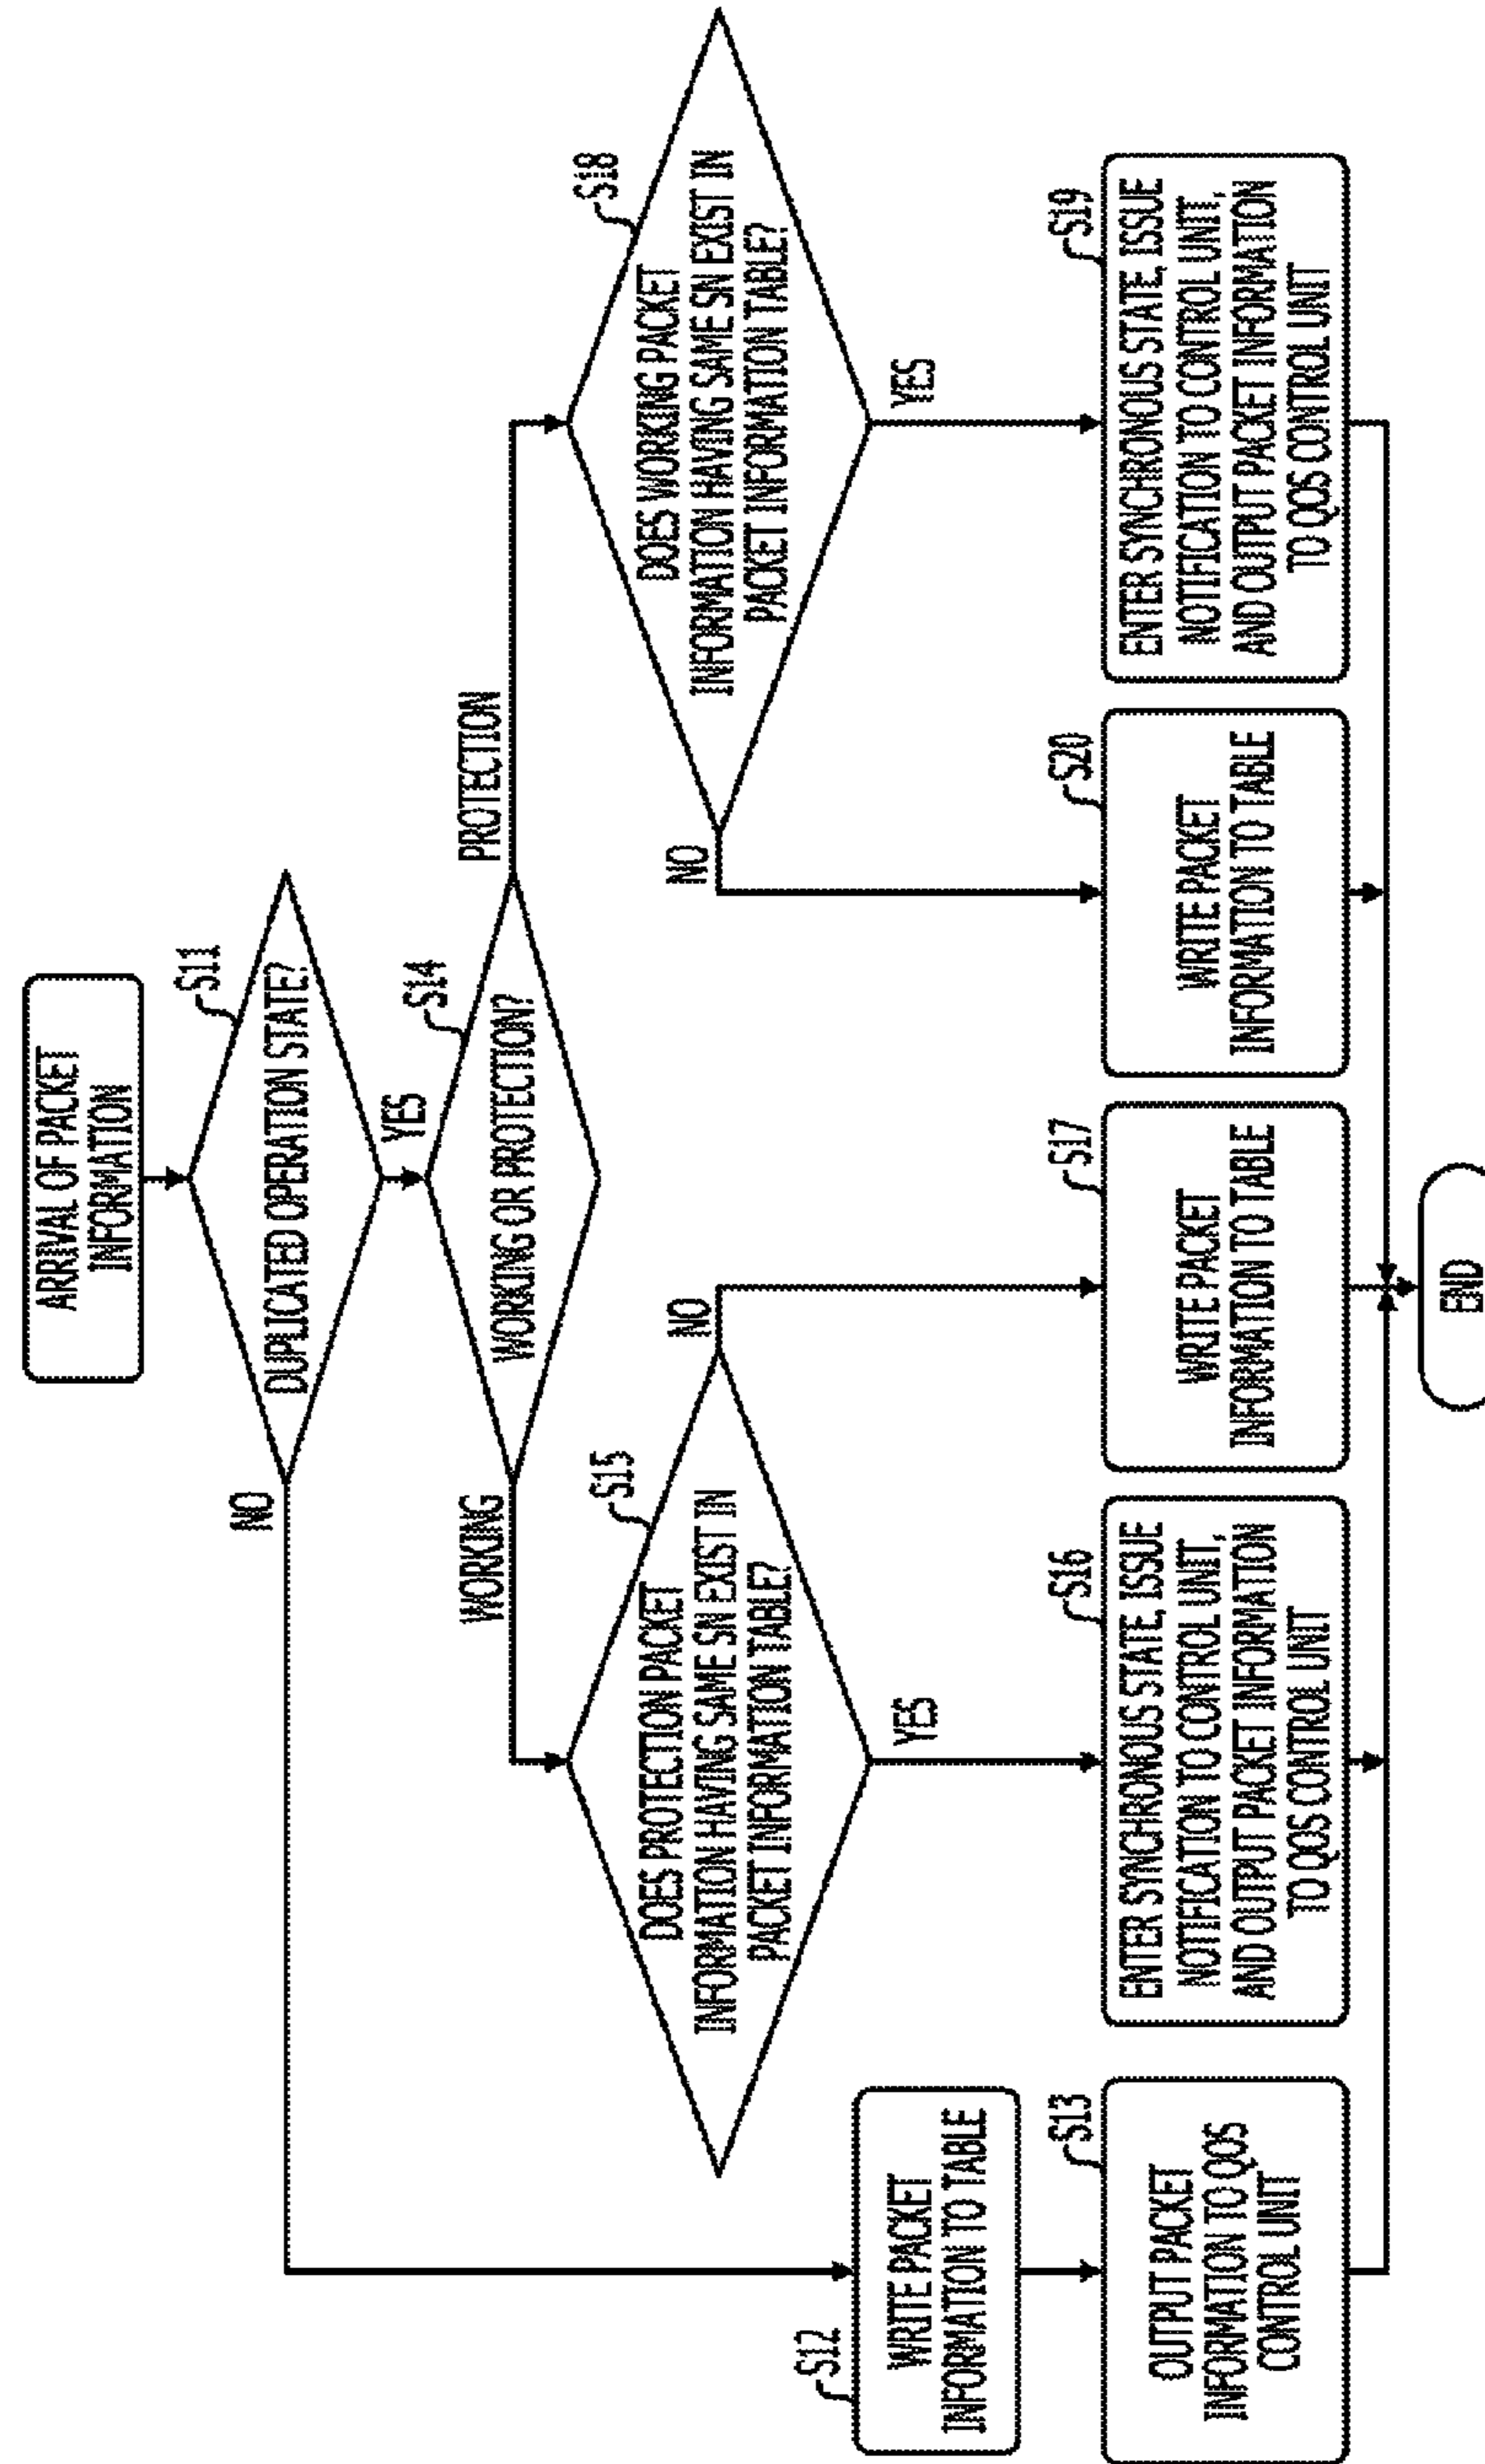 ARRIVAL OF PACKET
INFORMATION
S11
DUPLICATED OPERATION STATE?
NO
YES
S14
WORKING OR PROTECTION?
WORKING
PROTECTION
S15
DOES PROTECTION PACKET
INFORMATION HAVING SAME SN EXIST IN
PACKET INFORMATION TABLE?
NO
YES
S18
DOES WORKING PACKET
INFORMATION HAVING SAME SN EXIST IN
PACKET INFORMATION TABLE?
NO
YES
S12
WRITE PACKET
INFORMATION TO TABLE
S13
OUTPUT PACKET
INFORMATION TO QOS
CONTROL UNIT
S16
ENTER SYNCHRONOUS STATE, ISSUE
NOTIFICATION TO CONTROL UNIT,
AND OUTPUT PACKET INFORMATION
TO QOS CONTROL UNIT
S17
WRITE PACKET
INFORMATION TO TABLE
S20
WRITE PACKET
INFORMATION TO TABLE
S19
ENTER SYNCHRONOUS STATE, ISSUE
NOTIFICATION TO CONTROL UNIT,
AND OUTPUT PACKET INFORMATION
TO QOS CONTROL UNIT
END